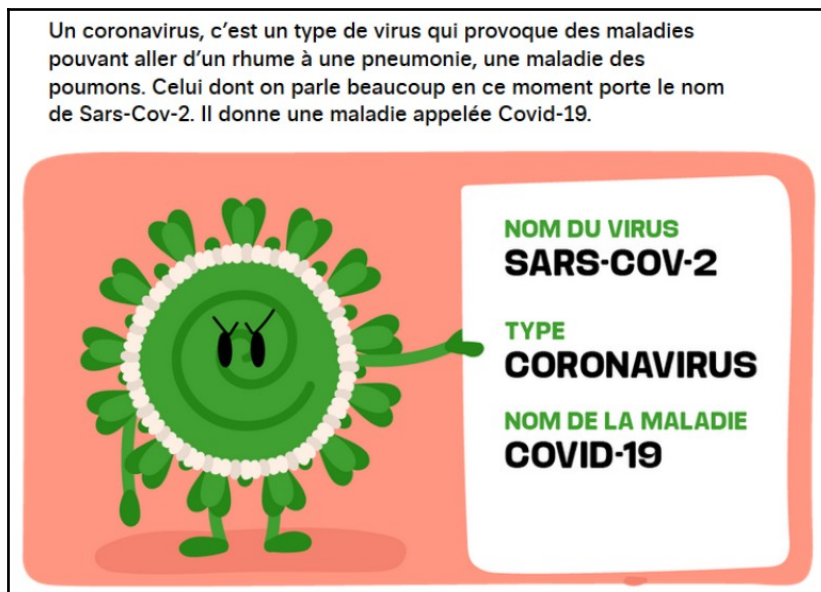 Un coronavirus, c’est un type de virus qui provoque des maladies
pouvant aller d’un rhume à une pneumonie, une maladie des
poumons. Celui dont on parle beaucoup en ce moment porte le nom
de Sars-Cov-2. Il donne une maladie appelée Covid-19.
NOM DU VIRUS
SARS-COV-2
TYPE
CORONAVIRUS
NOM DE LA MALADIE
COVID-19